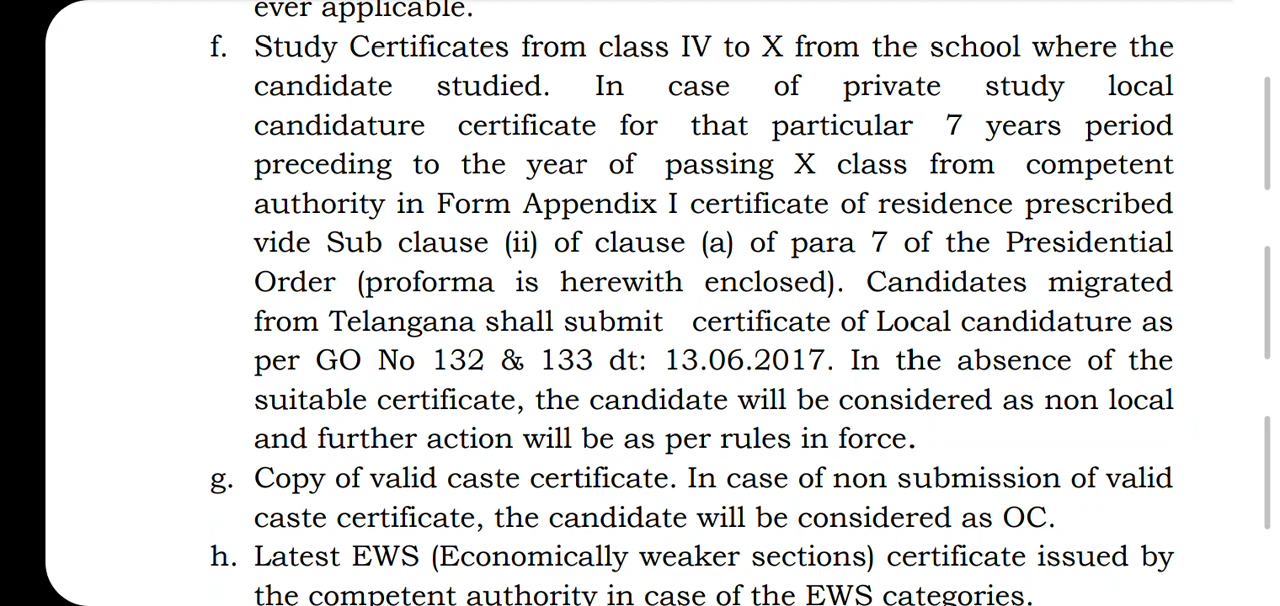 ever applicable.
f. Study Certificates from class IV to X from the school where the
candidate studied. In case of private study local
candidature certificate for that particular 7 years period
preceding to the year of passing X class from competent
authority in Form Appendix I certificate of residence prescribed
vide Sub clause (ii) of clause (a) of para 7 of the Presidential
Order (proforma is herewith enclosed). Candidates migrated
from Telangana shall submit certificate of Local candidature as
per GO No 132 & 133 dt: 13.06.2017. In the absence of the
suitable certificate, the candidate will be considered as non local
and further action will be as per rules in force.
g. Copy of valid caste certificate. In case of non submission of valid
caste certificate, the candidate will be considered as OC.
h. Latest EWS (Economically weaker sections) certificate issued by
the competent authority in case of the EWS categories.